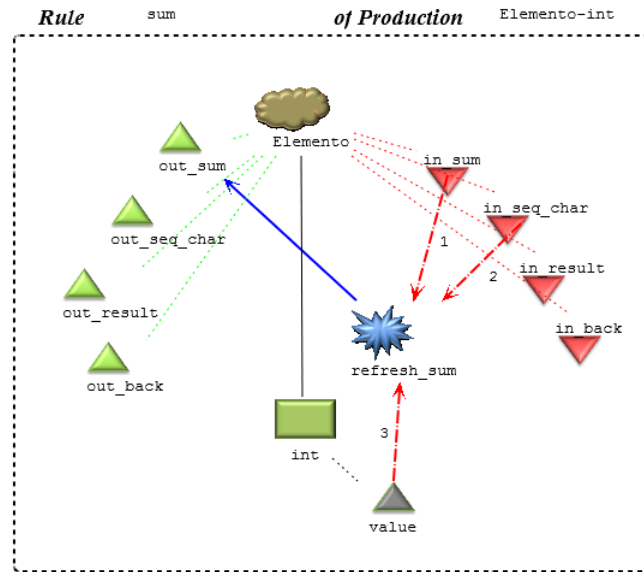 Rule sum of Production Elemento-int
Elemento
out_sum
in_sum
in_seq_char
out_seq_char
1
2
in_result
out_result
in_back
refresh_sum
out_back
3
int
value